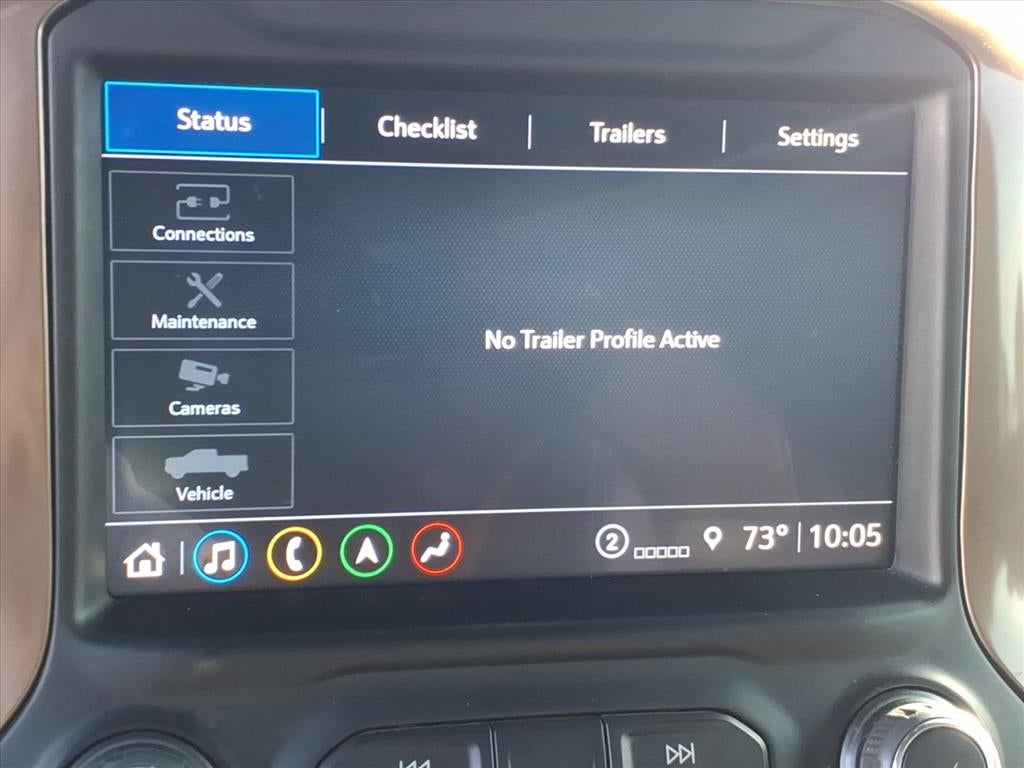 Status
Checklist
Trailers
Settings
Connections
Maintenance
Cameras
Vehicle
No Trailer Profile Active
2
73°
10:05